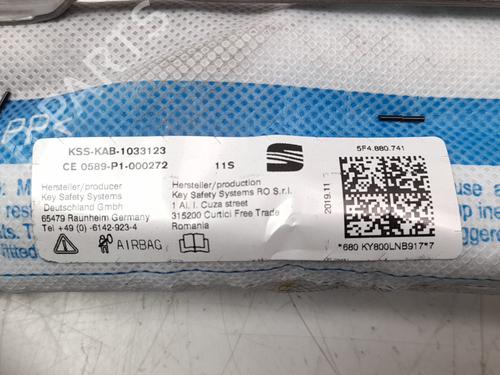 KSS-KAB-1033123
CE 0589-P1-000272 11S
5F4.880.741
Hersteller/producer
Key Safety Systems
Deutschland GmbH
65479 Raunheim Germany
Tel +49 (0) -6142-923-4
AIRBAG
Hersteller/production
Key Safety Systems RO S.r.l.
1 Al. I. Cuza street
315200 Curtici Free Trade
Romania
2019.11
*680 KY800LNB917*7